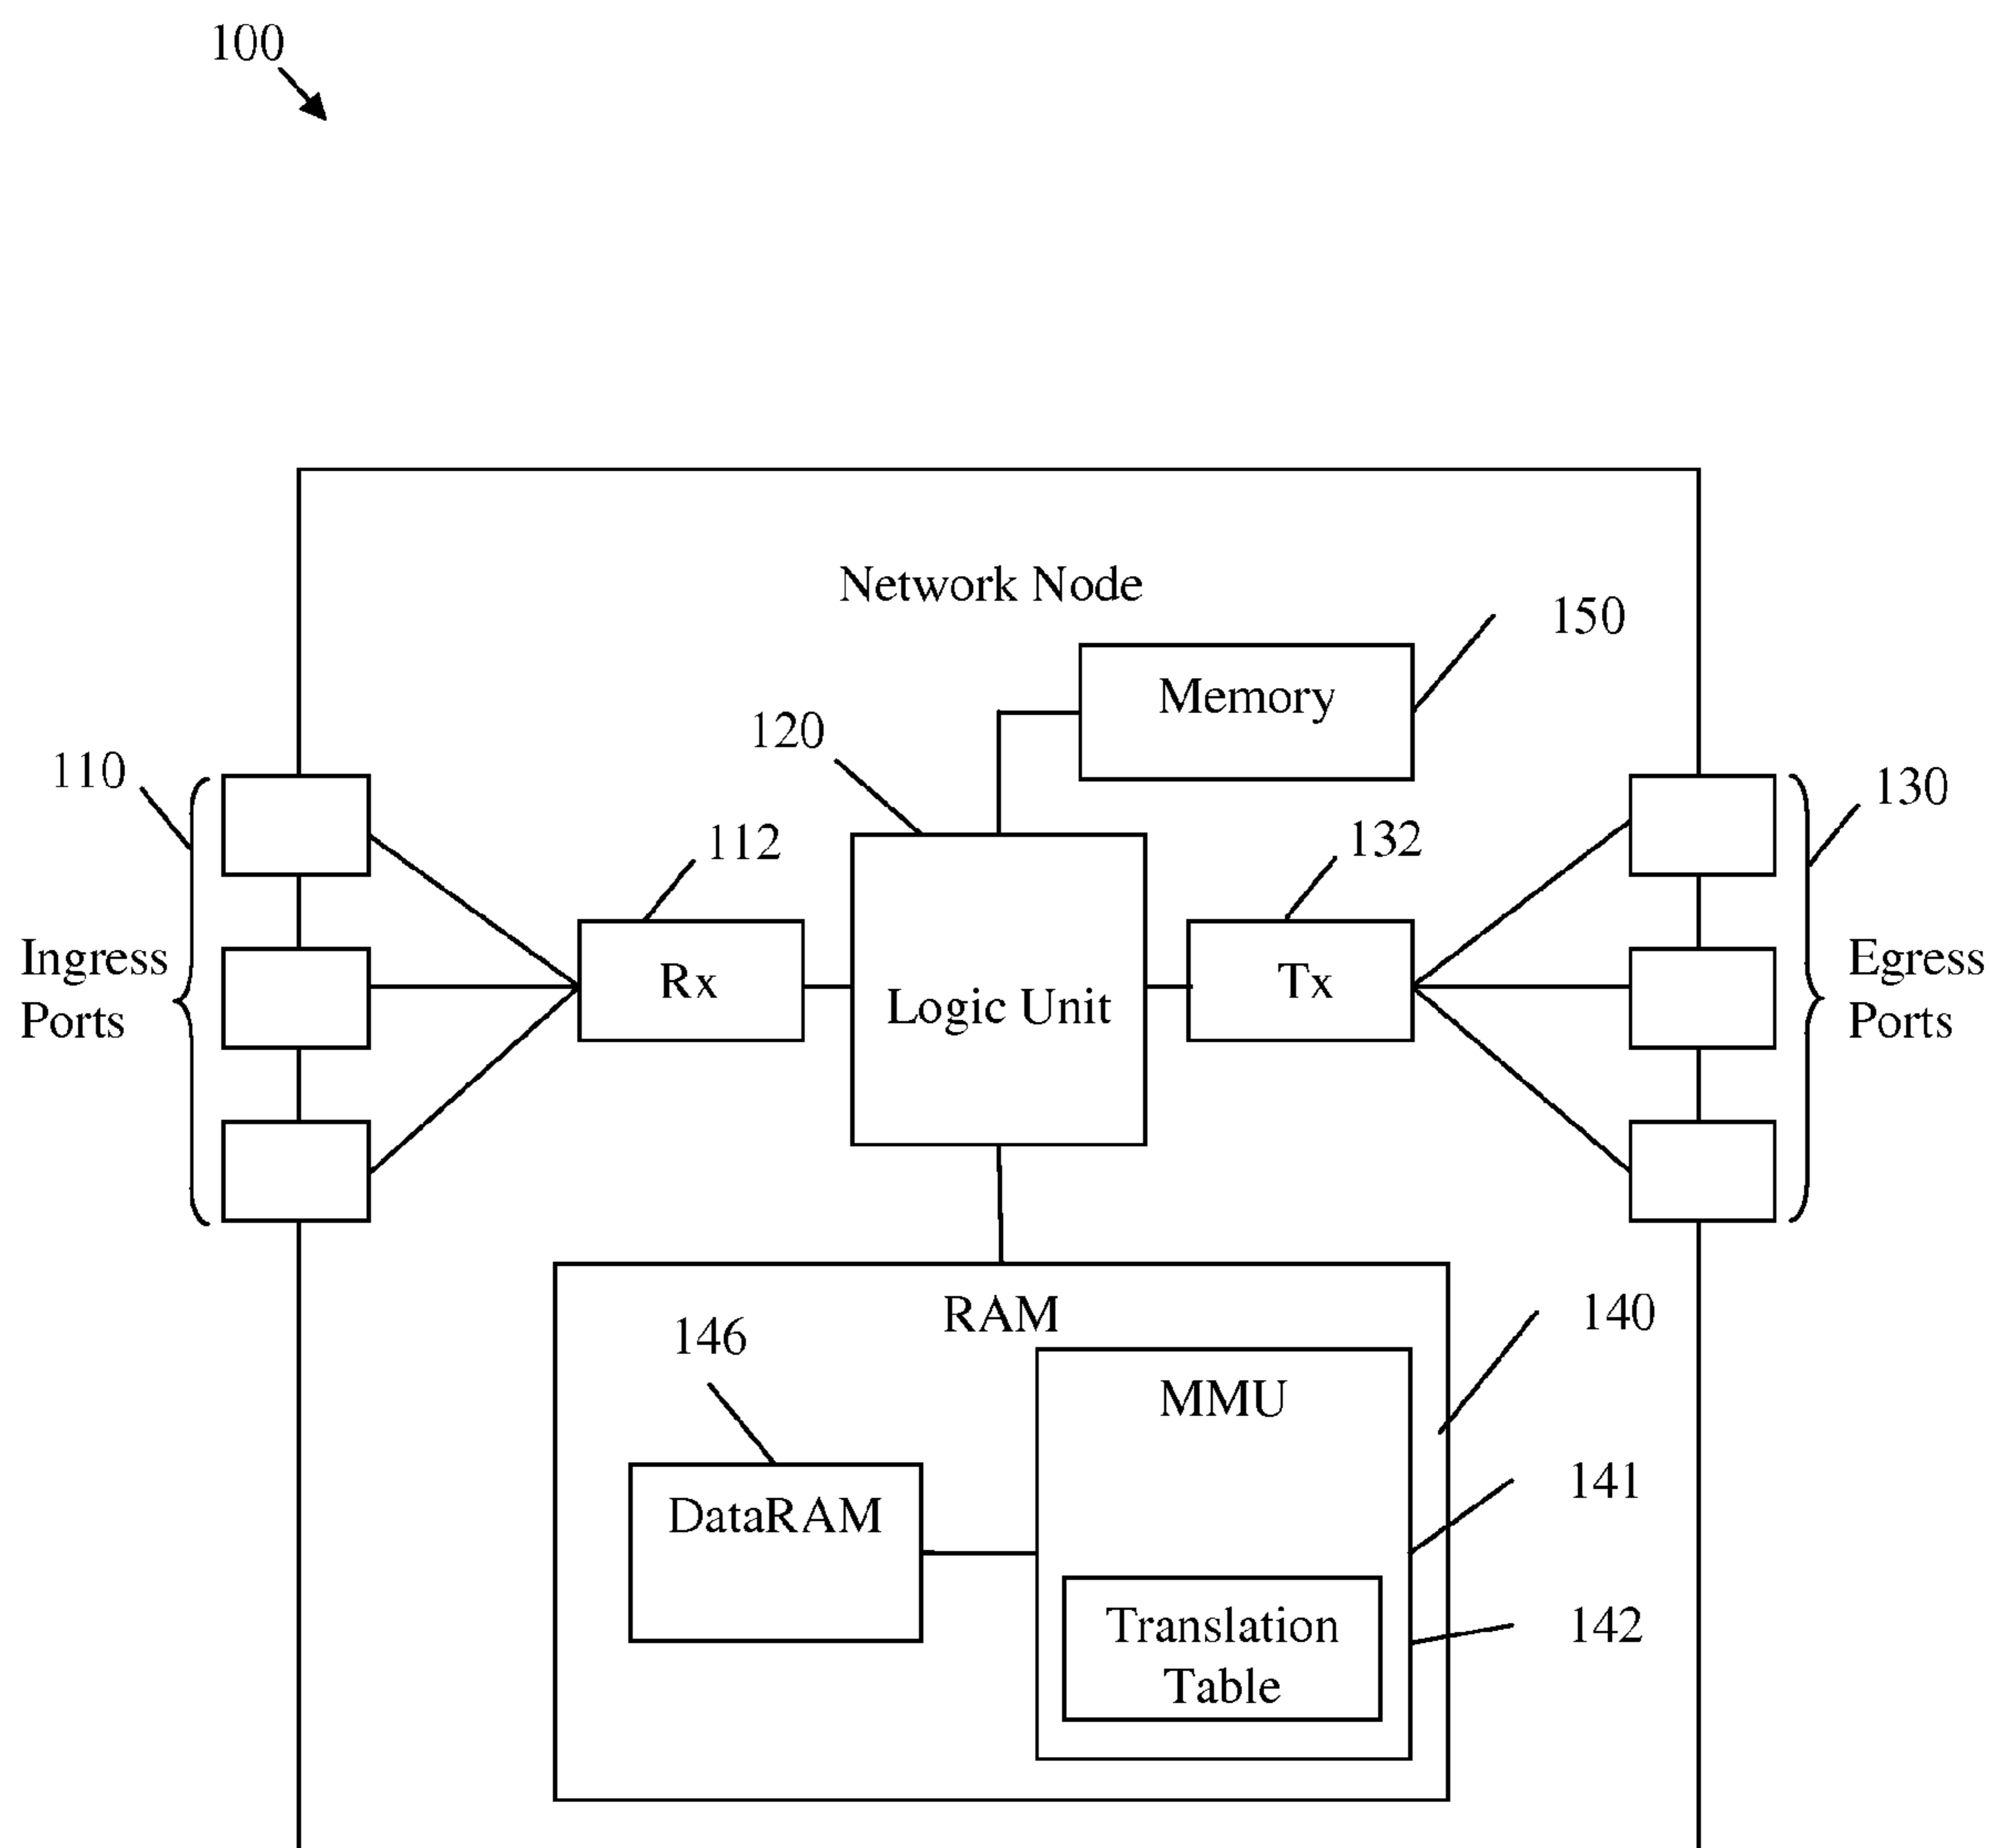 100
Network Node
150
Memory
120
110
130
112
132
Ingress
Ports
Rx
Logic Unit
Tx
Egress
Ports
RAM
140
146
MMU
141
DataRAM
142
Translation
Table